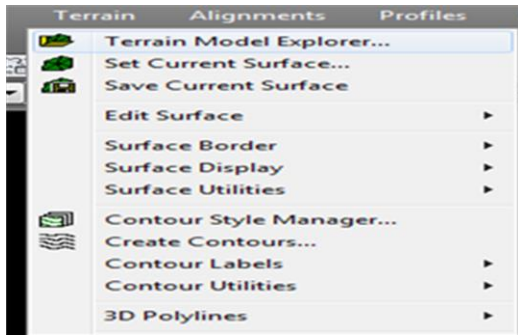 Terrain Alignments Profiles
Terrain Model Explorer...
Set Current Surface...
Save Current Surface
Edit Surface
Surface Border
Surface Display
Surface Utilities
Contour Style Manager...
Create Contours...
Contour Labels
Contour Utilities
3D Polylines